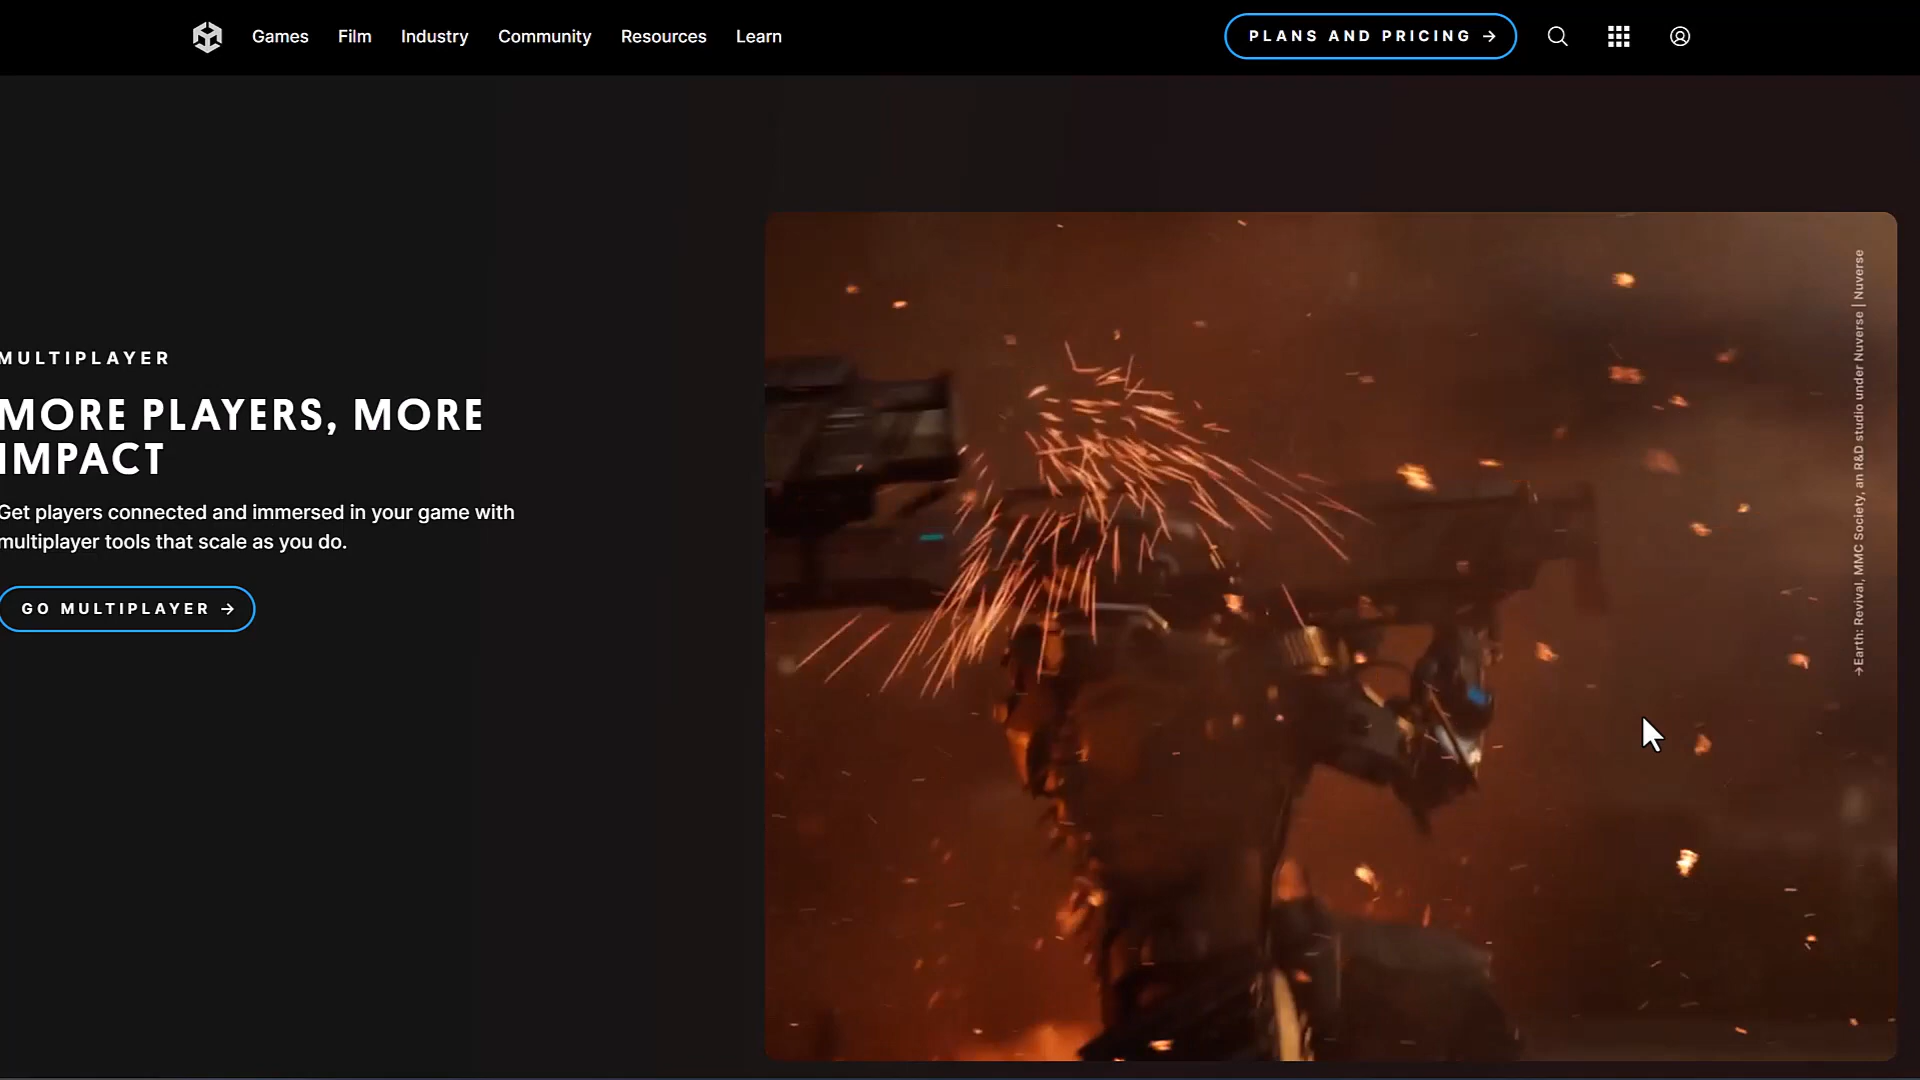 Games Film Industry Community Resources Learn PLANS AND PRICING →
MULTIPLAYER
MORE PLAYERS, MORE
IMPACT
Get players connected and immersed in your game with
multiplayer tools that scale as you do.
GO MULTIPLAYER →
→Earth: Revival, MMC Society, an R&D studio under Nuverse | Nuverse